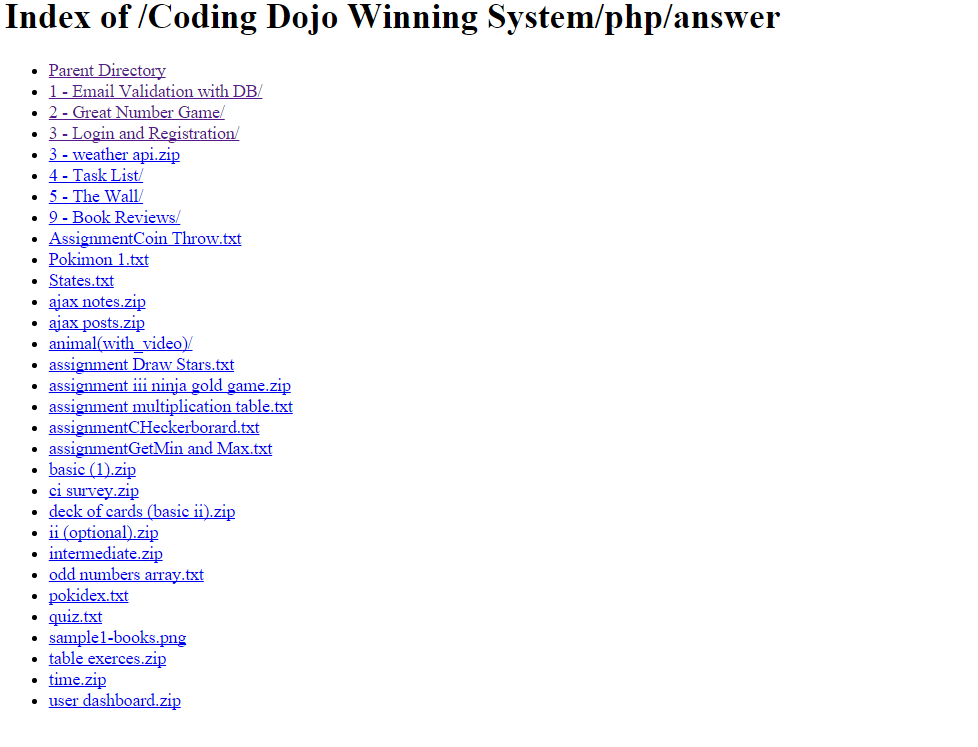 Index of /Coding Dojo Winning System/php/answer
Parent Directory
1 - Email Validation with DB/
2 - Great Number Game/
3 - Login and Registration/
3 - weather api.zip
4 - Task List/
5 - The Wall/
9 - Book Reviews/
AssignmentCoin Throw.txt
Pokimon 1.txt
States.txt
ajax notes.zip
ajax posts.zip
animal(with_video)/
assignment Draw Stars.txt
assignment iii ninja gold game.zip
assignment multiplication table.txt
assignmentCHeckerborard.txt
assignmentGetMin and Max.txt
basic (1).zip
ci survey.zip
deck of cards (basic ii).zip
ii (optional).zip
intermediate.zip
odd numbers array.txt
pokidex.txt
quiz.txt
sample1-books.png
table exerces.zip
time.zip
user dashboard.zip